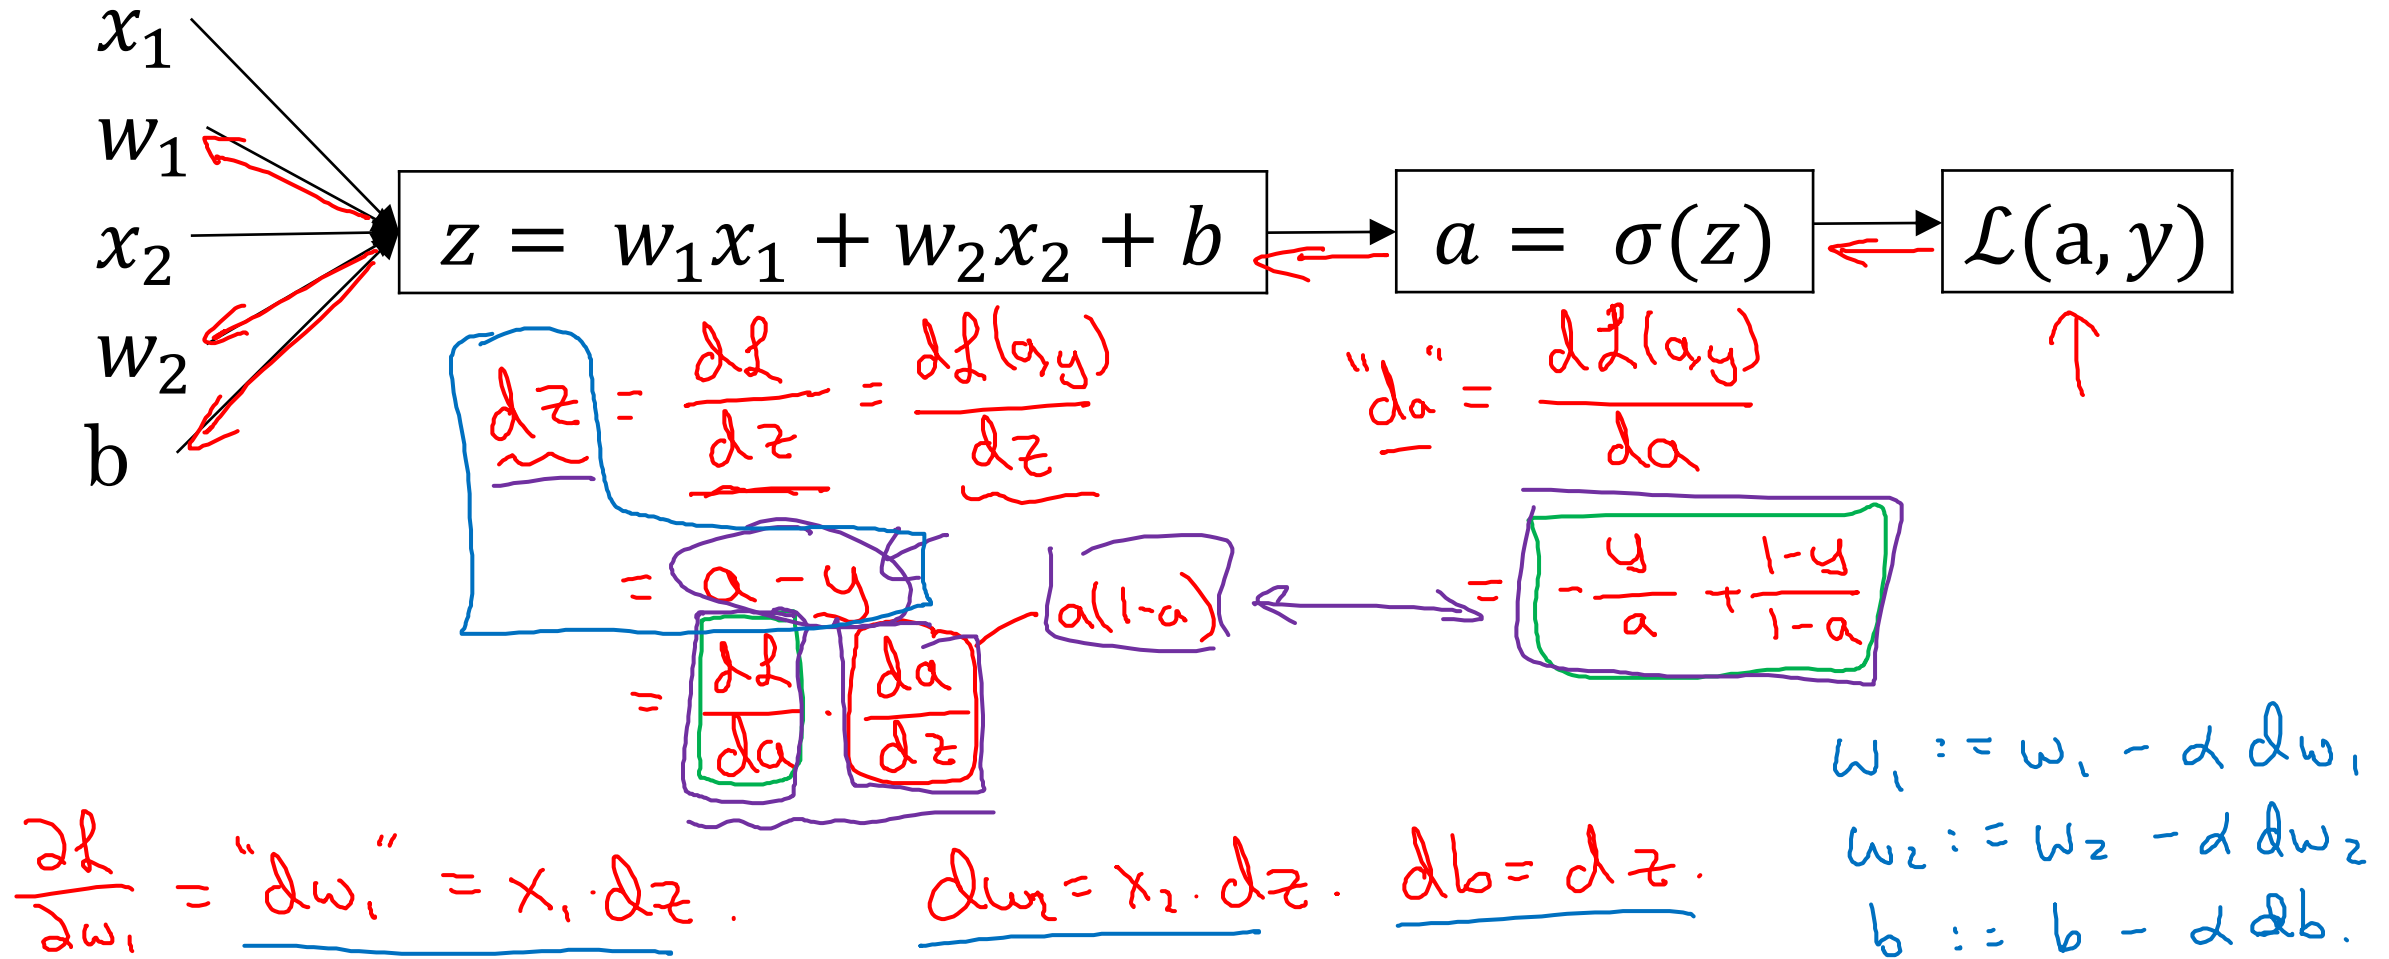 x₁
w₁
x₂
w₂
b
z = w₁x₁ + w₂x₂ + b
a = σ(z)
ℒ(a, y)
dz = dℒ/dz = dℒ(a,y)/dz
"da" = dℒ(a,y)/da
= a - y
= dℒ/da · da/dz
a(1-a)
= -y/a + (1-y)/(1-a)
∂ℒ/∂w₁ = "dw₁" = x₁·dz.
dw₂ = x₂·dz.
db = dz.
w₁ := w₁ - α dw₁
w₂ := w₂ - α dw₂
b := b - α db.